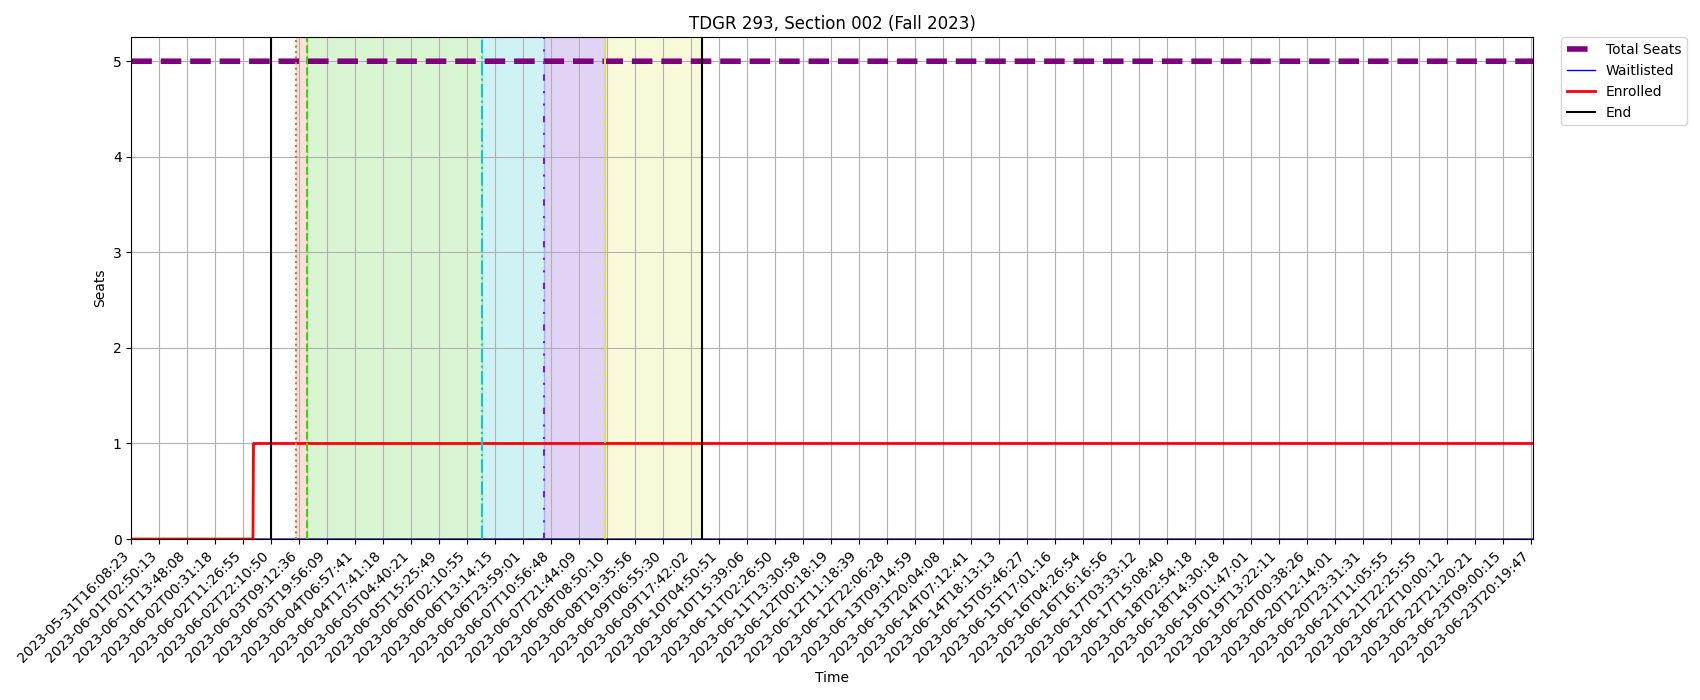 TDGR 293, Section 002 (Fall 2023)
Total Seats
Waitlisted
Enrolled
End
Seats
5
4
3
2
1
0
2023-05-31T16:08:23
2023-06-01T02:50:13
2023-06-01T13:48:08
2023-06-02T00:31:18
2023-06-02T11:26:55
2023-06-02T22:10:50
2023-06-03T09:12:36
2023-06-03T19:56:09
2023-06-04T06:57:41
2023-06-04T17:41:18
2023-06-05T04:40:21
2023-06-05T15:25:49
2023-06-06T02:10:55
2023-06-06T13:14:15
2023-06-06T23:59:01
2023-06-07T10:56:48
2023-06-07T21:44:09
2023-06-08T08:50:10
2023-06-08T19:35:56
2023-06-09T06:55:30
2023-06-09T17:42:02
2023-06-10T04:50:51
2023-06-10T15:39:06
2023-06-11T02:26:50
2023-06-11T13:30:58
2023-06-12T00:18:19
2023-06-12T11:18:39
2023-06-12T22:06:28
2023-06-13T09:14:59
2023-06-13T20:04:08
2023-06-14T07:12:41
2023-06-14T18:13:13
2023-06-15T05:46:27
2023-06-15T17:01:16
2023-06-16T04:26:54
2023-06-16T16:16:56
2023-06-17T03:33:12
2023-06-17T15:08:40
2023-06-18T02:54:18
2023-06-18T14:30:18
2023-06-19T01:47:01
2023-06-19T13:22:11
2023-06-20T00:38:26
2023-06-20T12:14:01
2023-06-20T23:31:31
2023-06-21T11:05:55
2023-06-21T22:25:55
2023-06-22T10:00:12
2023-06-22T21:20:21
2023-06-23T09:00:15
2023-06-23T20:19:47
Time